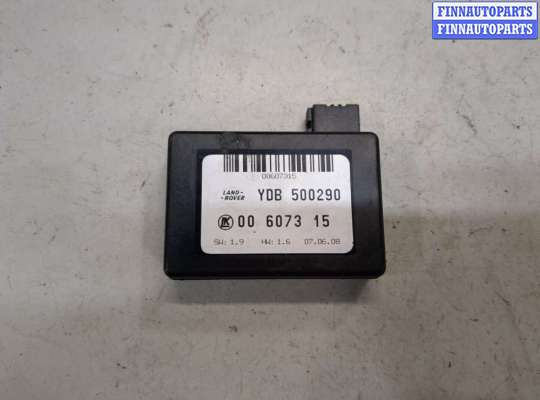 FINNAUTOPARTS
FINNAUTOPARTS
00607315
LAND-
-ROVER
YDB 500290
00 6073 15
SW: 1.9 HW: 1.6 07.06.08